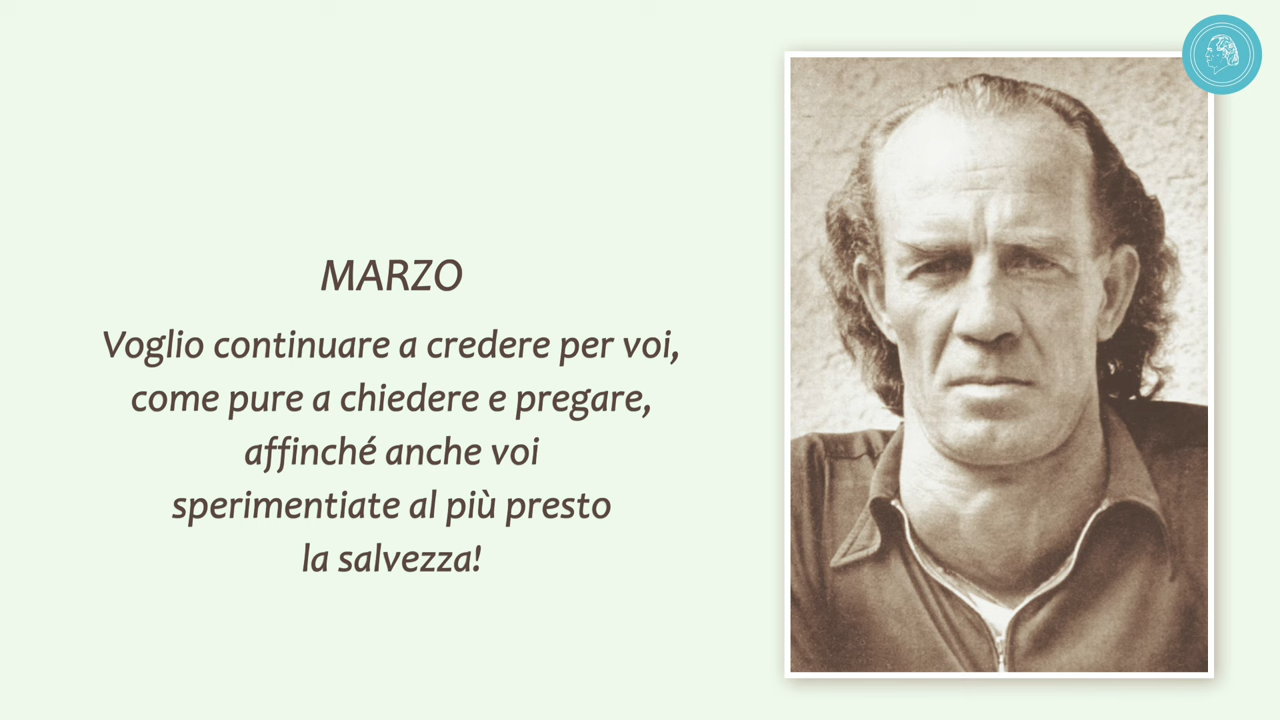 MARZO
Voglio continuare a credere per voi,
come pure a chiedere e pregare,
affinché anche voi
sperimentiate al più presto
la salvezza!